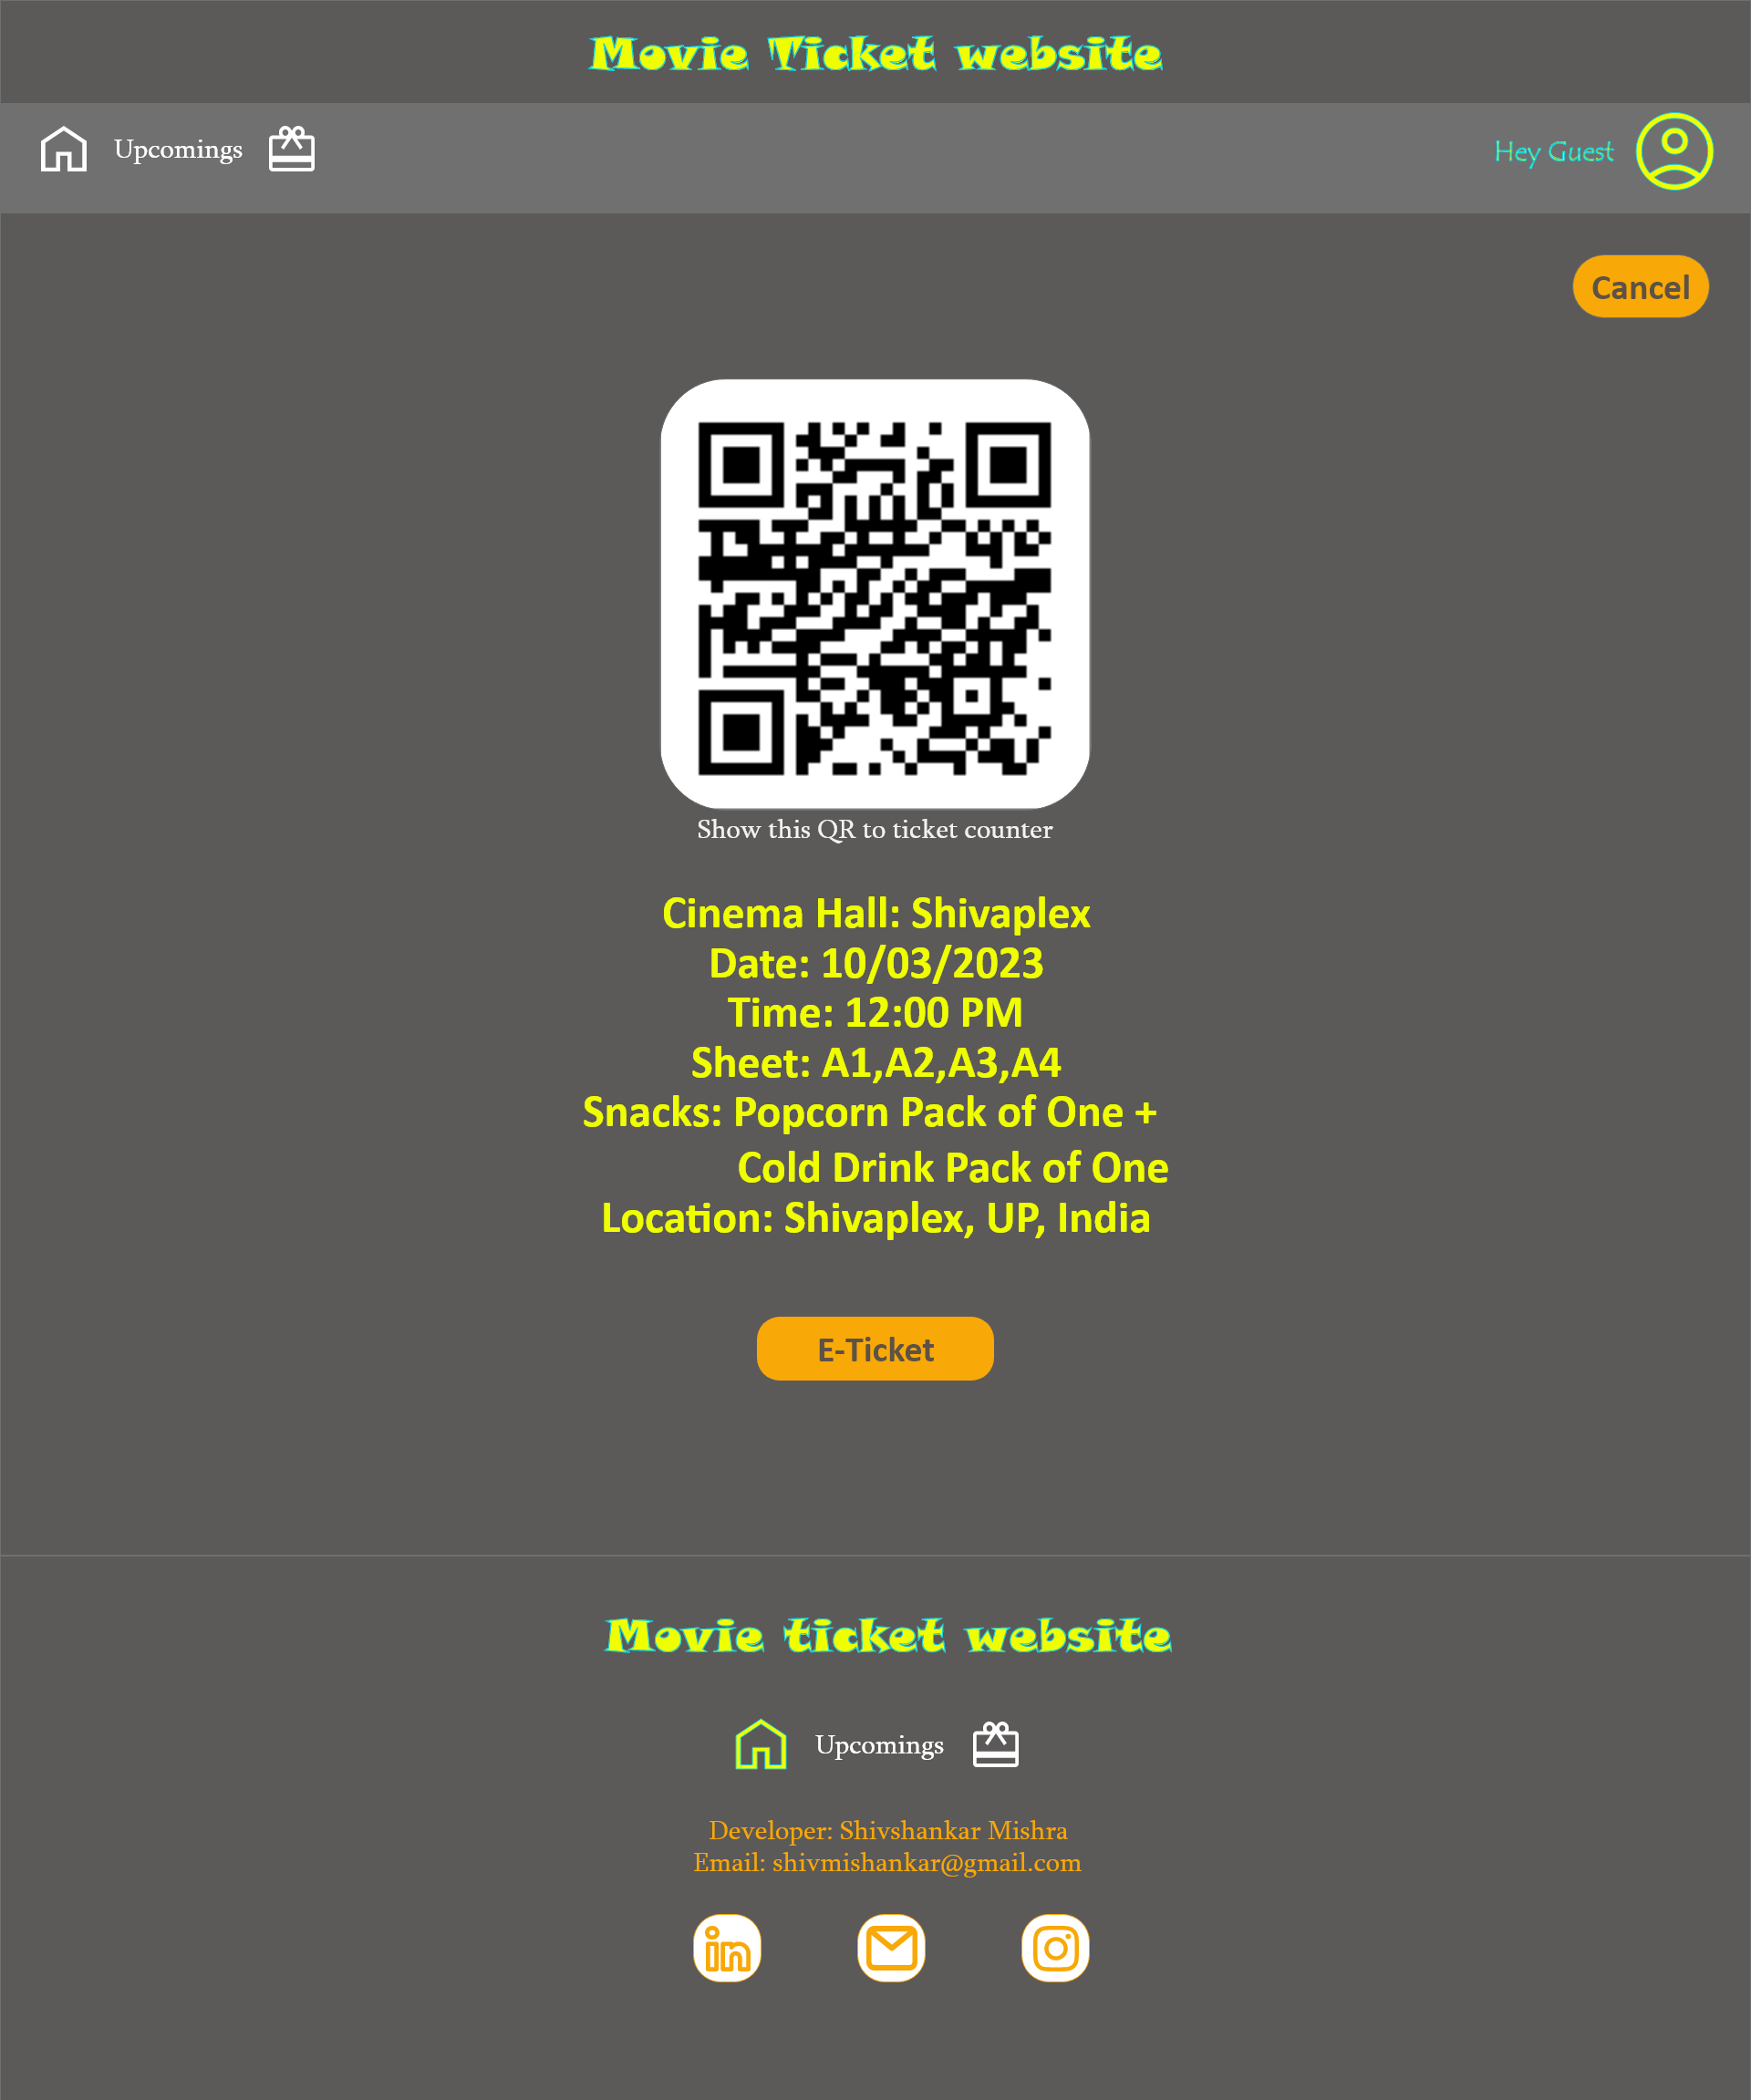 Movie Ticket website
Upcomings
Hey Guest
Cancel
Show this QR to ticket counter
Cinema Hall: Shivaplex
Date: 10/03/2023
Time: 12:00 PM
Sheet: A1,A2,A3,A4
Snacks: Popcorn Pack of One +
Cold Drink Pack of One
Location: Shivaplex, UP, India
E-Ticket
Movie ticket website
Upcomings
Developer: Shivshankar Mishra
Email: shivmishankar@gmail.com
in